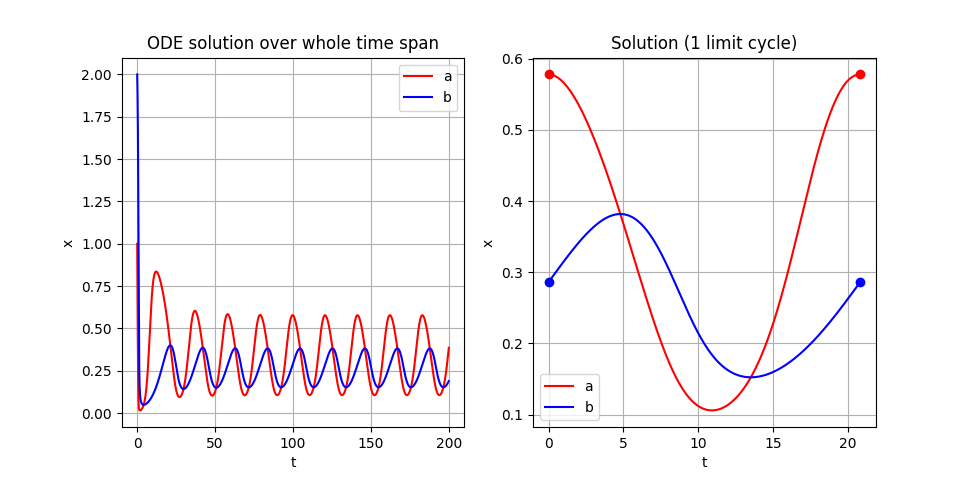 ODE solution over whole time span
2.00
1.75
1.50
1.25
1.00
0.75
0.50
0.25
0.00
x
a
b
0
50
100
150
200
t
Solution (1 limit cycle)
0.6
0.5
0.4
0.3
0.2
0.1
x
a
b
0
5
10
15
20
t